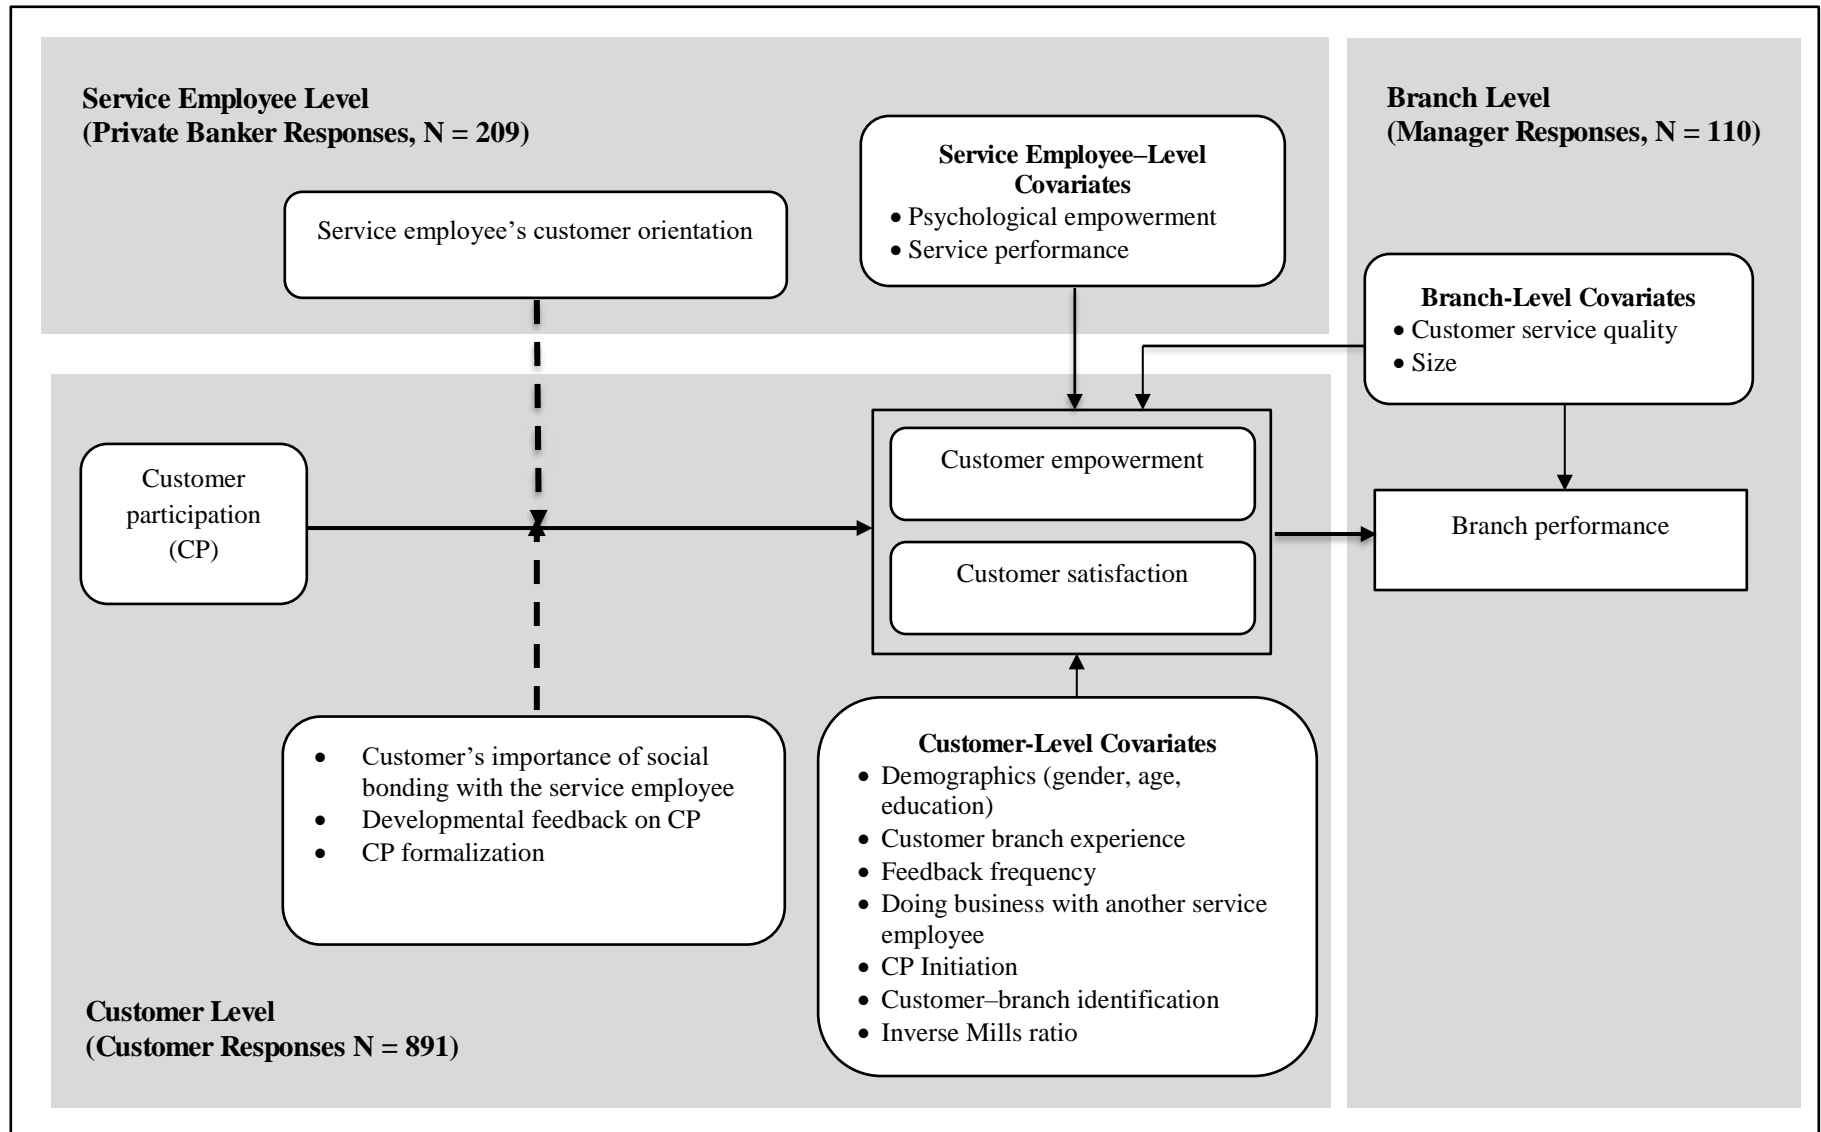 Service Employee Level
(Private Banker Responses, N = 209)
Service employee’s customer orientation
Service Employee–Level
Covariates
• Psychological empowerment
• Service performance
Branch Level
(Manager Responses, N = 110)
Branch-Level Covariates
• Customer service quality
• Size
Customer
participation
(CP)
Customer empowerment
Customer satisfaction
Branch performance
• Customer’s importance of social
bonding with the service employee
• Developmental feedback on CP
• CP formalization
Customer-Level Covariates
• Demographics (gender, age,
education)
• Customer branch experience
• Feedback frequency
• Doing business with another service
employee
• CP Initiation
• Customer–branch identification
• Inverse Mills ratio
Customer Level
(Customer Responses N = 891)